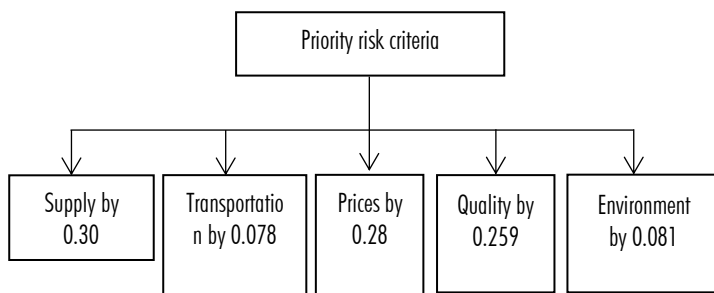 Priority risk criteria
Supply by
0.30
Transportatio
n by 0.078
Prices by
0.28
Quality by
0.259
Environment
by 0.081